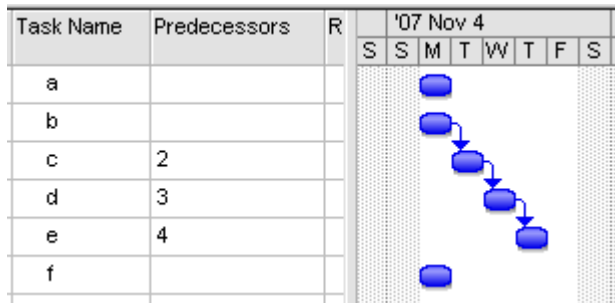 Task Name Predecessors R '07 Nov 4
S S M T W T F S
a
b
c 2
d 3
e 4
f